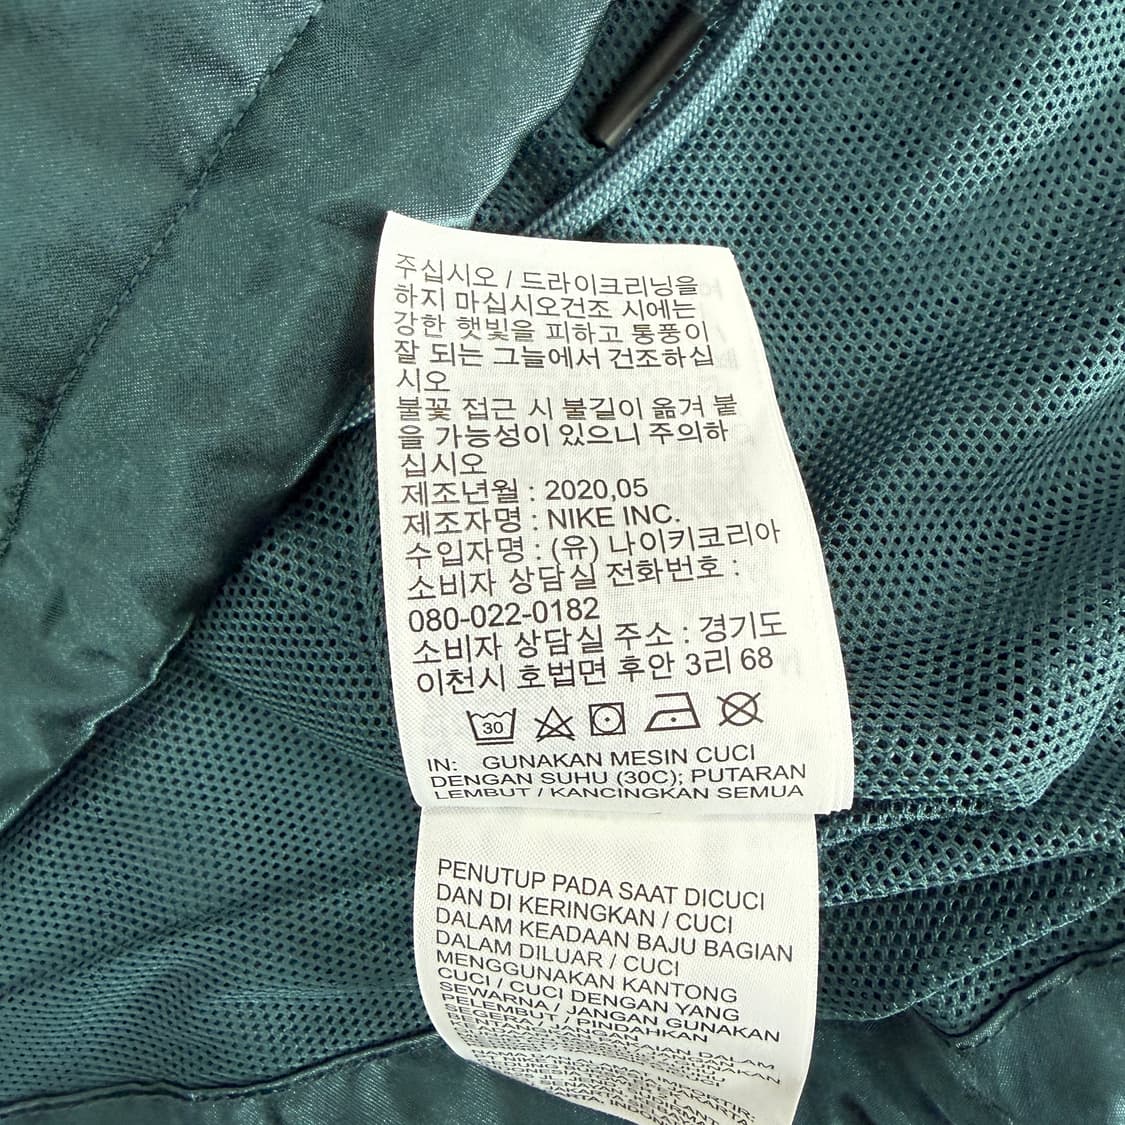 주십시오 / 드라이크리닝을
하지 마십시오건조 시에는
강한 햇빛을 피하고 통풍이
잘 되는 그늘에서 건조하십
시오
불꽃 접근 시 불길이 옮겨 붙
을 가능성이 있으니 주의하
십시오
제조년월 : 2020,05
제조자명 : NIKE INC.
수입자명 : (유) 나이키코리아
소비자 상담실 전화번호 :
080-022-0182
소비자 상담실 주소 : 경기도
이천시 호법면 후안 3리 68
30
IN: GUNAKAN MESIN CUCI
DENGAN SUHU (30C); PUTARAN
LEMBUT / KANCINGKAN SEMUA
PENUTUP PADA SAAT DICUCI
DAN DI KERINGKAN / CUCI
DALAM KEADAAN BAJU BAGIAN
DALAM DILUAR / CUCI
MENGGUNAKAN KANTONG
CUCI / CUCI DENGAN YANG
SEWARNA / JANGAN GUNAKAN
PELEMBUT / PINDAHKAN
SEGERA / JANGAN